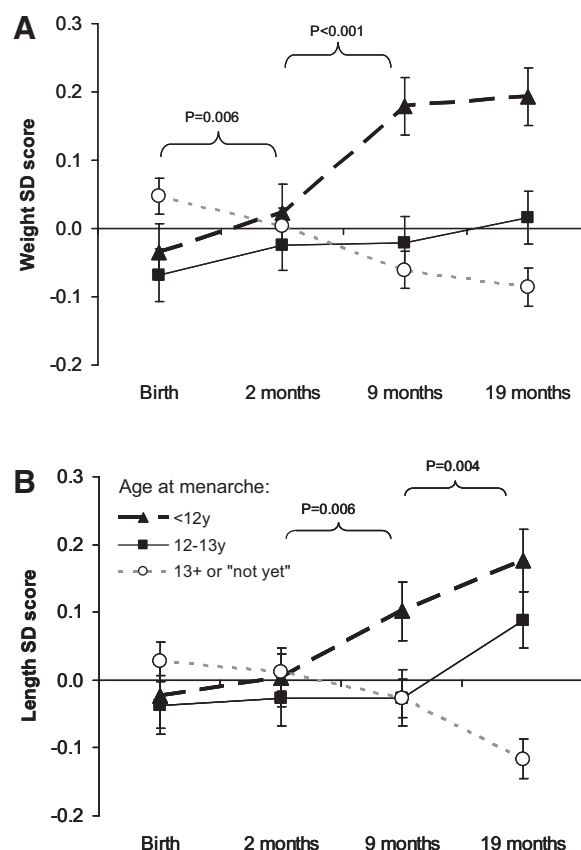 A
0.3
P<0.001
0.2
P=0.006
0.1
Weight SD score
0.0
-0.1
-0.2
Birth 2 months 9 months 19 months
B
0.3
P=0.004
Age at menarche:
P=0.006
<12y
0.2
12-13y
13+ or "not yet"
0.1
Length SD score
0.0
-0.1
-0.2
Birth 2 months 9 months 19 months